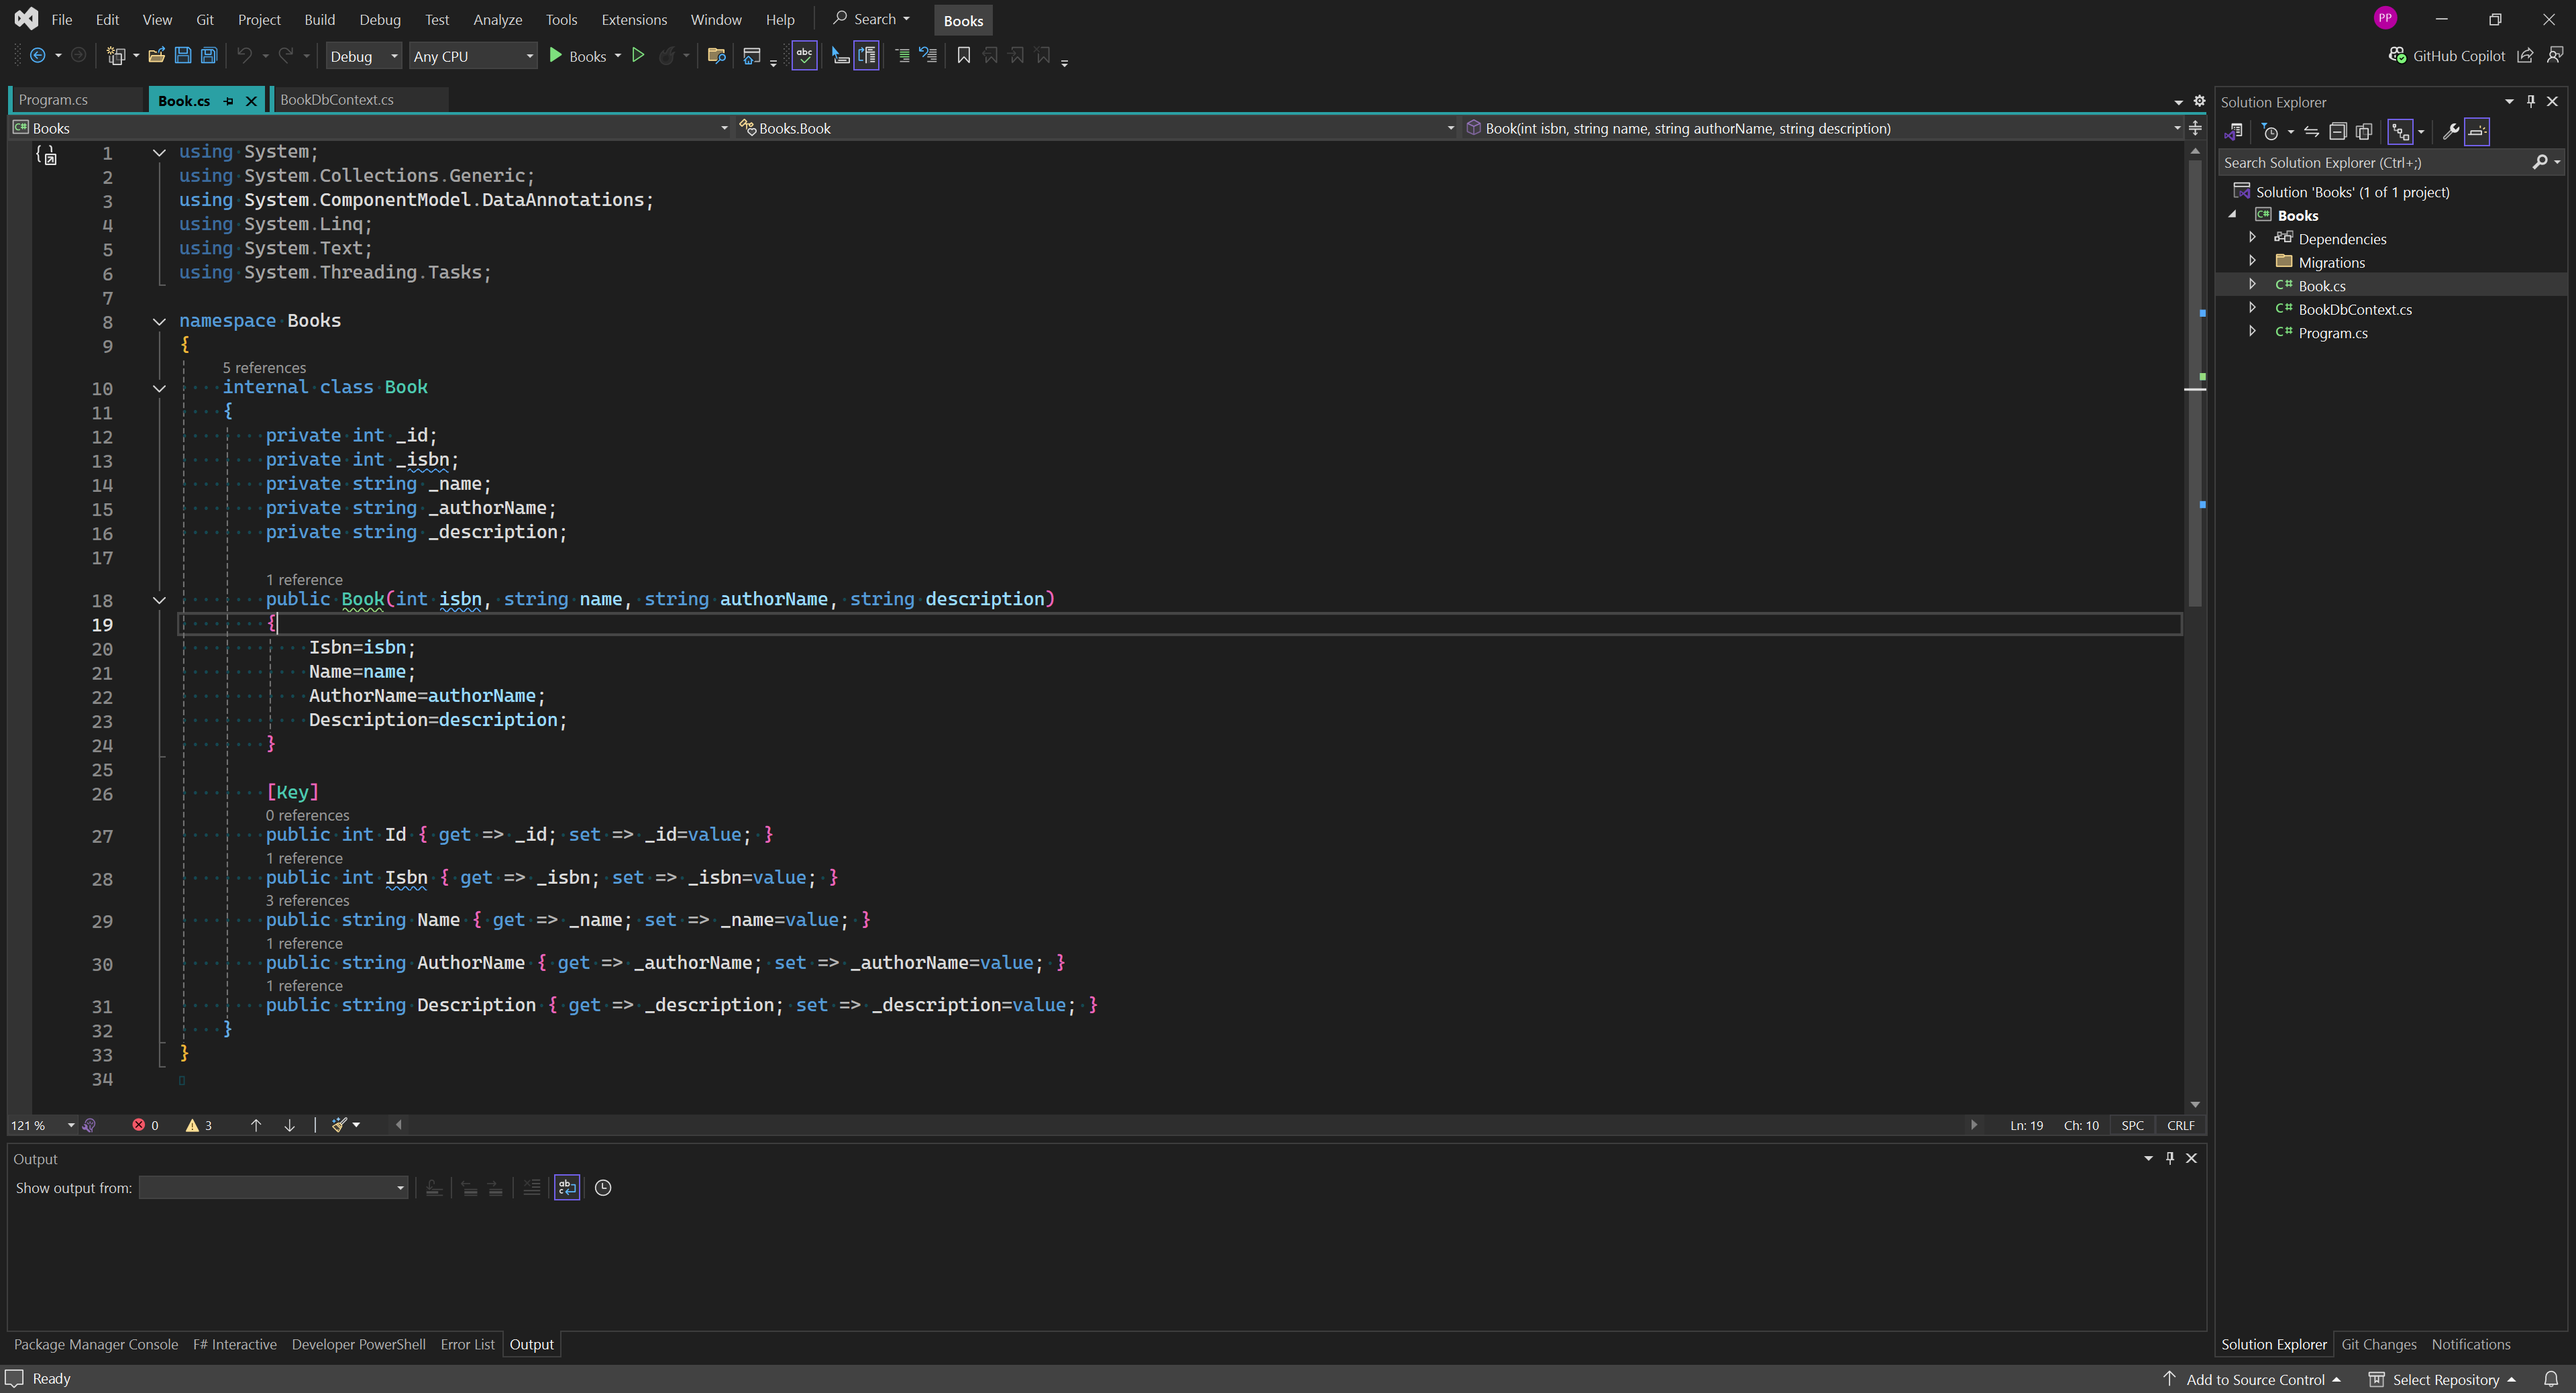 File Edit View Git Project Build Debug Test Analyze Tools Extensions Window Help Search Books PP
Debug Any CPU Books abc GitHub Copilot
Program.cs Book.cs BookDbContext.cs
C# Books Books.Book Book(int isbn, string name, string authorName, string description)
1 using System;
2 using System.Collections.Generic;
3 using System.ComponentModel.DataAnnotations;
4 using System.Linq;
5 using System.Text;
6 using System.Threading.Tasks;
7
8 namespace Books
9 {
5 references
10 internal class Book
11 {
12 private int _id;
13 private int _isbn;
14 private string _name;
15 private string _authorName;
16 private string _description;
17
1 reference
18 public Book(int isbn, string name, string authorName, string description)
19 {
20 Isbn=isbn;
21 Name=name;
22 AuthorName=authorName;
23 Description=description;
24 }
25
26 [Key]
0 references
27 public int Id { get => _id; set => _id=value; }
1 reference
28 public int Isbn { get => _isbn; set => _isbn=value; }
3 references
29 public string Name { get => _name; set => _name=value; }
1 reference
30 public string AuthorName { get => _authorName; set => _authorName=value; }
1 reference
31 public string Description { get => _description; set => _description=value; }
32 }
33 }
34
121 % 0 3 Ln: 19 Ch: 10 SPC CRLF
Output
Show output from:
Package Manager Console F# Interactive Developer PowerShell Error List Output
Solution Explorer
Search Solution Explorer (Ctrl+;)
Solution 'Books' (1 of 1 project)
C# Books
Dependencies
Migrations
C# Book.cs
C# BookDbContext.cs
C# Program.cs
Solution Explorer Git Changes Notifications
Ready Add to Source Control Select Repository